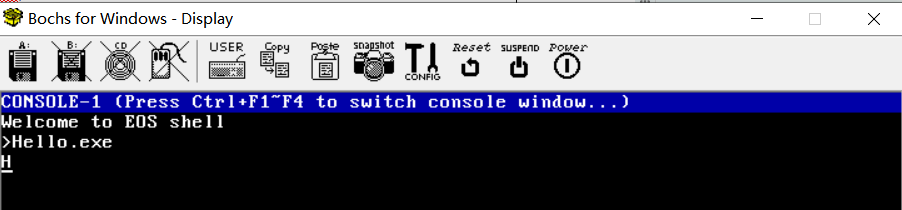 Bochs for Windows - Display
A: B: CD USER Copy Paste snapshot CONFIG Reset SUSPEND Power
CONSOLE-1 (Press Ctrl+F1~F4 to switch console window...)
Welcome to EOS shell
>Hello.exe
H